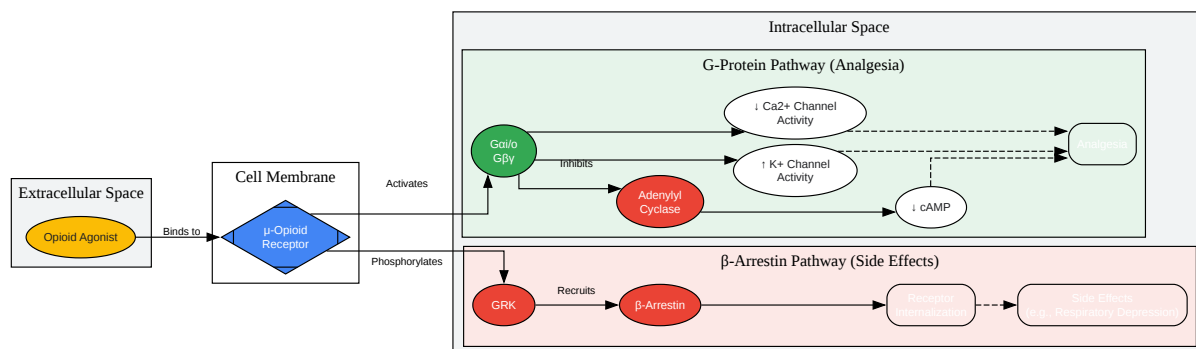 Intracellular Space
G-Protein Pathway (Analgesia)
↓ Ca2+ Channel
Activity
Gαi/o
Gβγ
Analgesia
Inhibits
↑ K+ Channel
Activity
Cell Membrane
Activates
Adenylyl
Cyclase
↓ cAMP
Extracellular Space
Opioid Agonist
Binds to
μ-Opioid
Receptor
Phosphorylates
β-Arrestin Pathway (Side Effects)
GRK
Recruits
β-Arrestin
Receptor
Internalization
Side Effects
(e.g., Respiratory Depression)